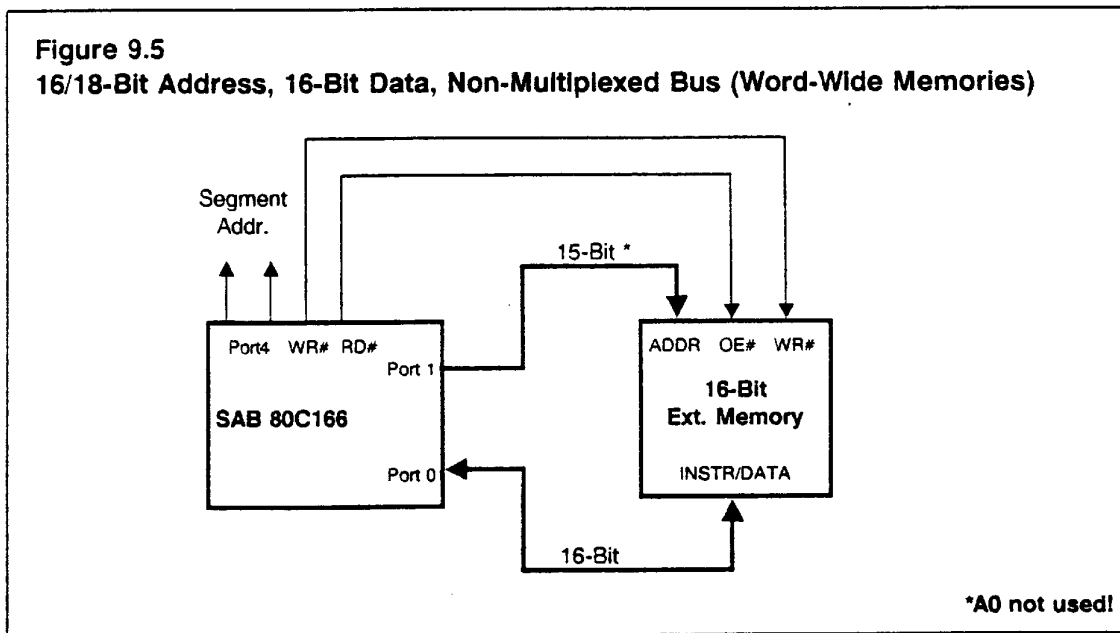 Figure 9.5
16/18-Bit Address, 16-Bit Data, Non-Multiplexed Bus (Word-Wide Memories)
Segment
Addr.
15-Bit *
Port4 WR# RD#
Port 1
SAB 80C166
Port 0
ADDR OE# WR#
16-Bit
Ext. Memory
INSTR/DATA
16-Bit
*A0 not used!